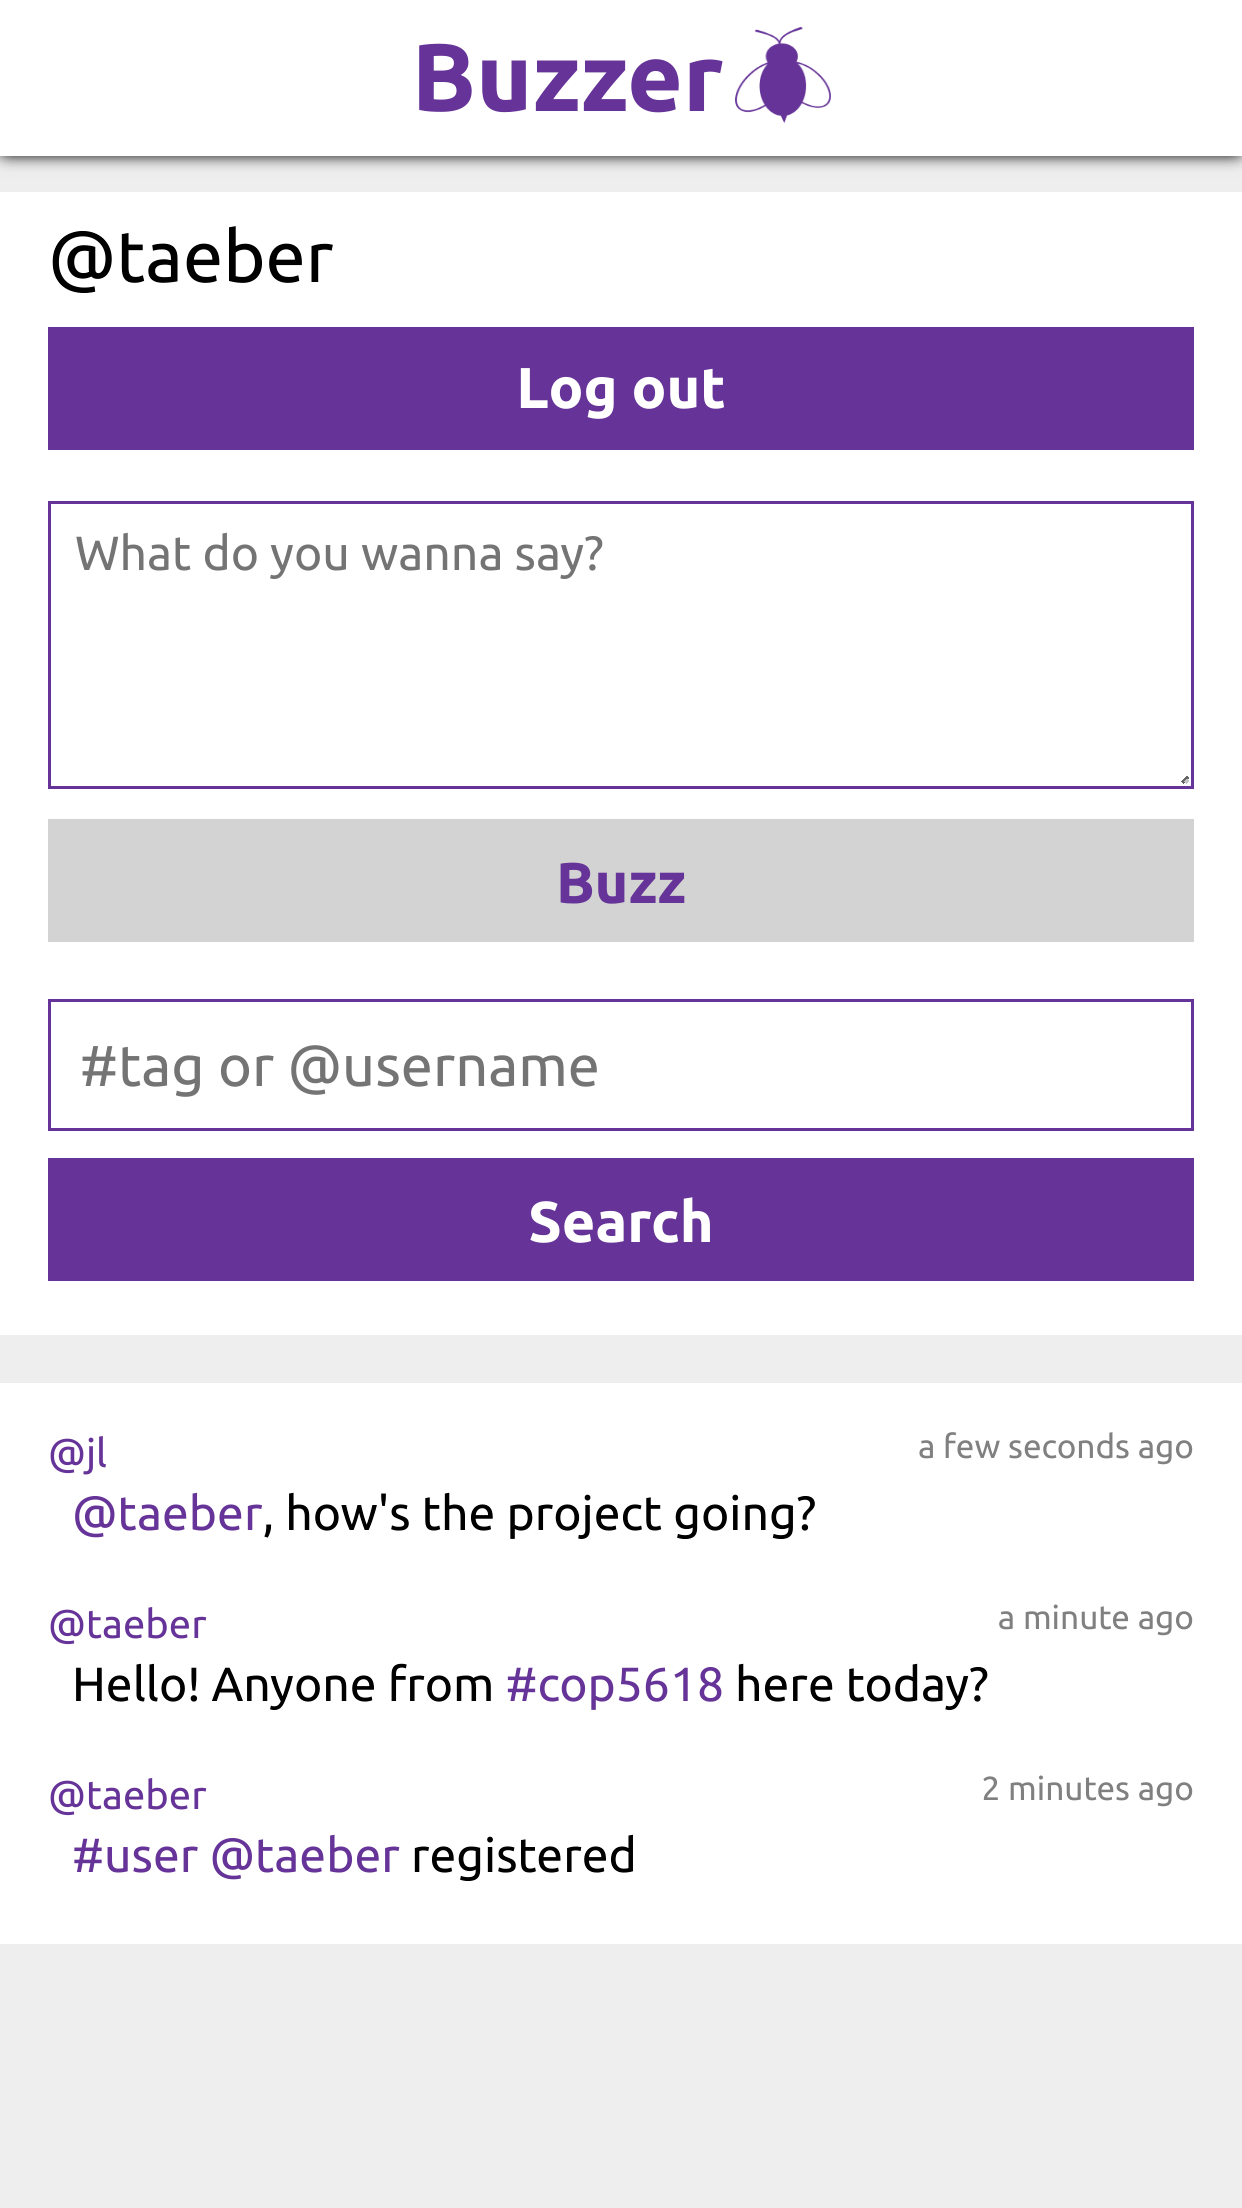 Buzzer
@taeber
Log out
What do you wanna say?
Buzz
#tag or @username
Search
@jl a few seconds ago
@taeber, how's the project going?
@taeber a minute ago
Hello! Anyone from #cop5618 here today?
@taeber 2 minutes ago
#user @taeber registered